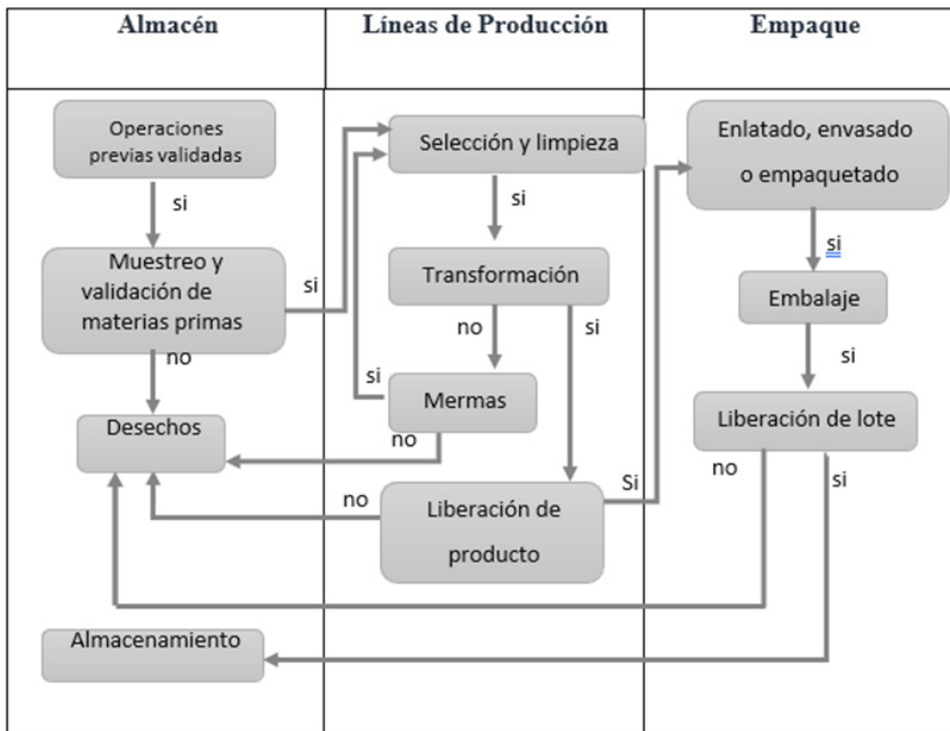 Almacén
Líneas de Producción
Empaque
Operaciones
previas validadas
si
Muestreo y
validación de
materias primas
si
no
Desechos
Selección y limpieza
si
Transformación
no
si
si
Mermas
no
no
Liberación de
producto
Si
Enlatado, envasado
o empaquetado
si
Embalaje
si
Liberación de lote
no
si
Almacenamiento